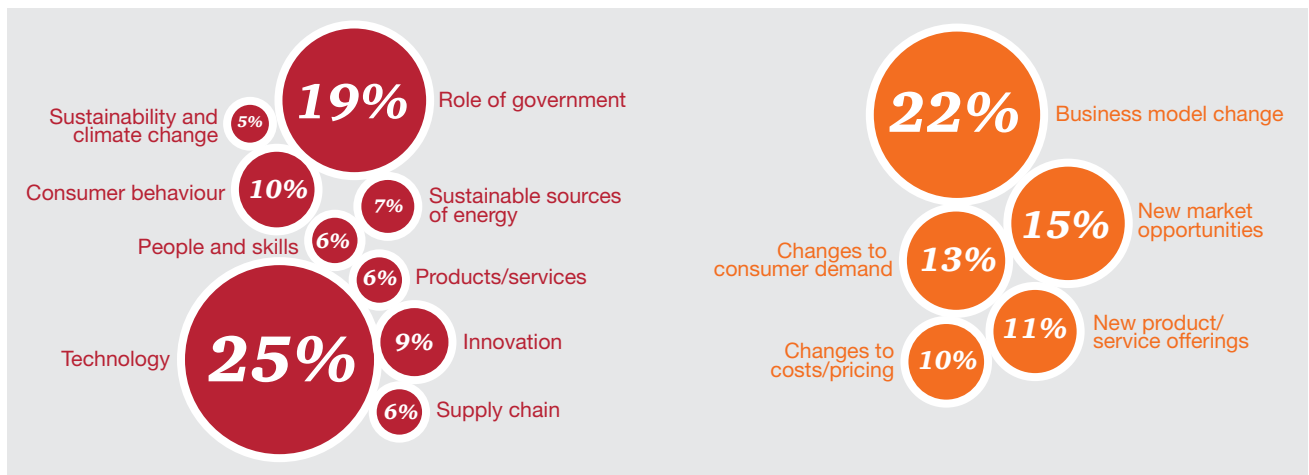 19%
Role of government
Sustainability and
climate change
5%
Consumer behaviour
10%
7%
Sustainable sources
of energy
People and skills
6%
6%
Products/services
Technology
25%
9%
Innovation
6%
Supply chain
22%
Business model change
15%
New market
opportunities
Changes to
consumer demand
13%
11%
New product/
service offerings
Changes to
costs/pricing
10%